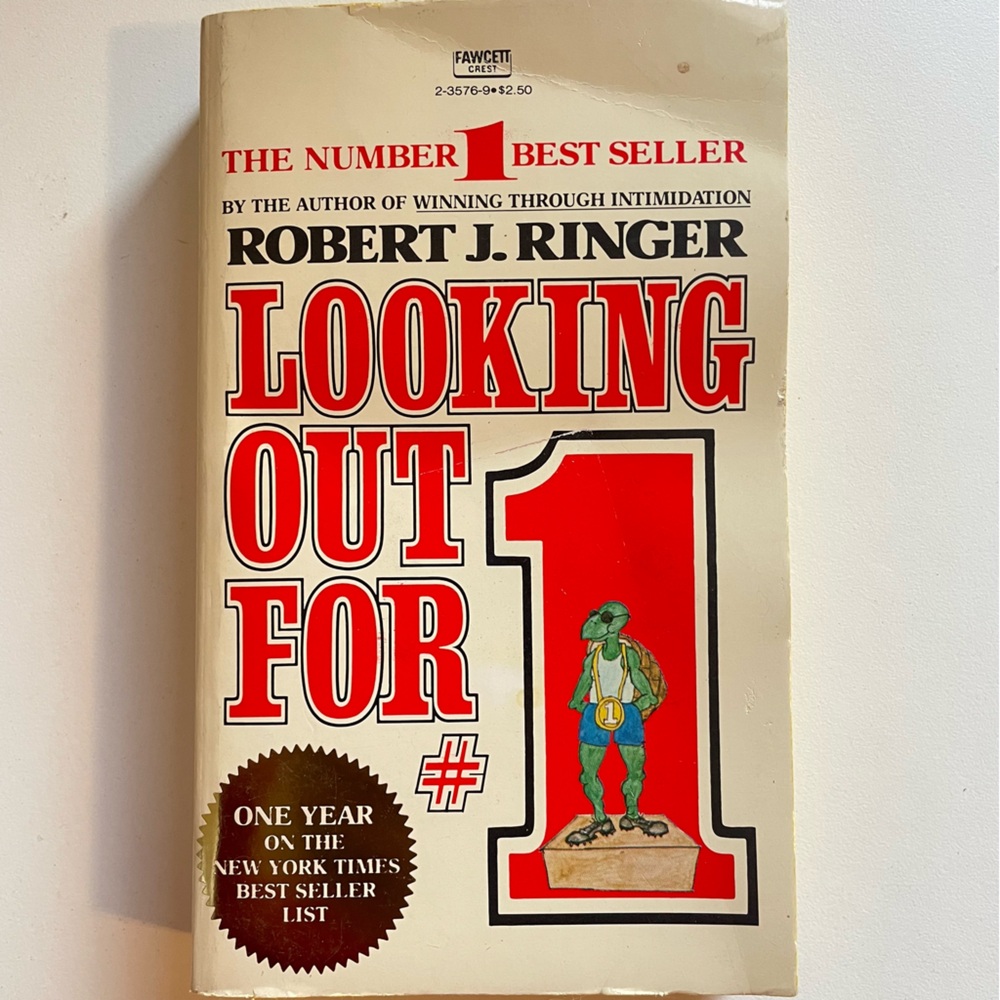 FAWCETT
CREST
2-3576-9•$2.50
THE NUMBER 1 BEST SELLER
BY THE AUTHOR OF WINNING THROUGH INTIMIDATION
ROBERT J. RINGER
LOOKING
OUT
FOR
#1
1
ONE YEAR
ON THE
NEW YORK TIMES
BEST SELLER
LIST